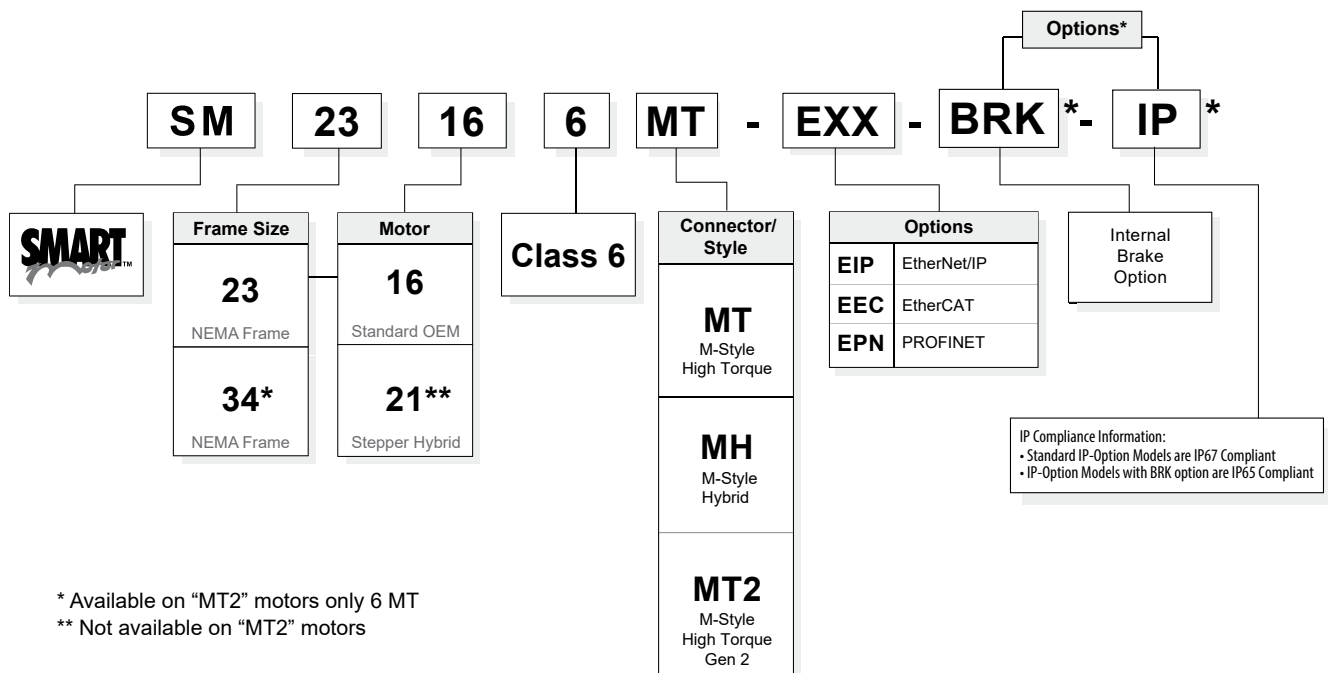 Options*
SM 23 16 6 MT - EXX - BRK *- IP *
SMART
Motor™
Frame Size
23
NEMA Frame
34*
NEMA Frame
Motor
16
Standard OEM
21**
Stepper Hybrid
Class 6
Connector/
Style
MT
M-Style
High Torque
MH
M-Style
Hybrid
MT2
M-Style
High Torque
Gen 2
Options
EIP EtherNet/IP
EEC EtherCAT
EPN PROFINET
Internal
Brake
Option
IP Compliance Information:
• Standard IP-Option Models are IP67 Compliant
• IP-Option Models with BRK option are IP65 Compliant
* Available on “MT2” motors only 6 MT
** Not available on “MT2” motors